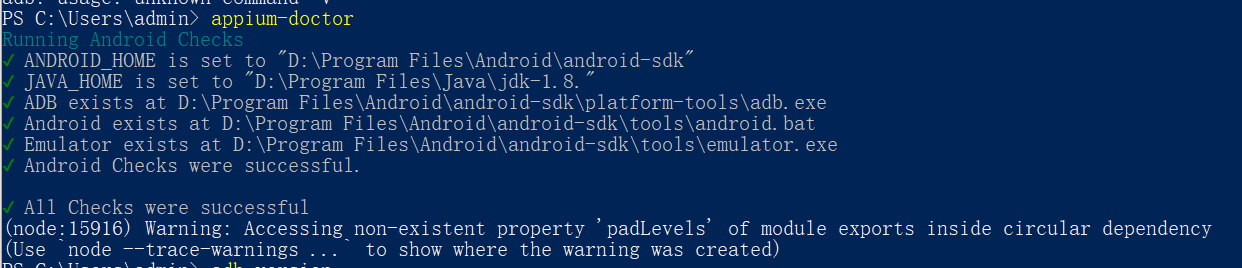 adb: usage: unknown command -v
PS C:\Users\admin> appium-doctor
Running Android Checks
✓ ANDROID_HOME is set to "D:\Program Files\Android\android-sdk"
✓ JAVA_HOME is set to "D:\Program Files\Java\jdk-1.8."
✓ ADB exists at D:\Program Files\Android\android-sdk\platform-tools\adb.exe
✓ Android exists at D:\Program Files\Android\android-sdk\tools\android.bat
✓ Emulator exists at D:\Program Files\Android\android-sdk\tools\emulator.exe
✓ Android Checks were successful.
✓ All Checks were successful
(node:15916) Warning: Accessing non-existent property 'padLevels' of module exports inside circular dependency
(Use `node --trace-warnings ...` to show where the warning was created)
PS C:\Users\admin> adb version